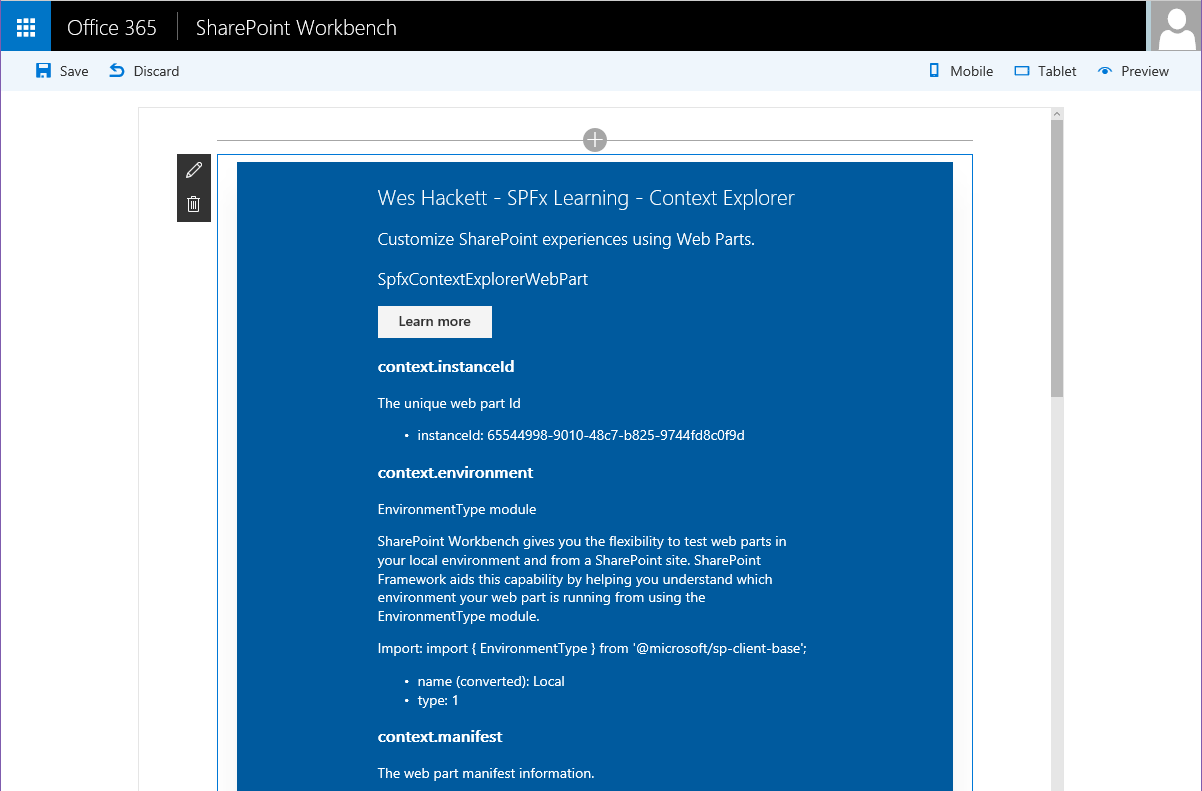 Office 365 SharePoint Workbench
Save Discard Mobile Tablet Preview
Wes Hackett - SPFx Learning - Context Explorer
Customize SharePoint experiences using Web Parts.
SpfxContextExplorerWebPart
Learn more
context.instanceId
The unique web part Id
• instanceId: 65544998-9010-48c7-b825-9744fd8c0f9d
context.environment
EnvironmentType module
SharePoint Workbench gives you the flexibility to test web parts in
your local environment and from a SharePoint site. SharePoint
Framework aids this capability by helping you understand which
environment your web part is running from using the
EnvironmentType module.
Import: import { EnvironmentType } from '@microsoft/sp-client-base';
• name (converted): Local
• type: 1
context.manifest
The web part manifest information.